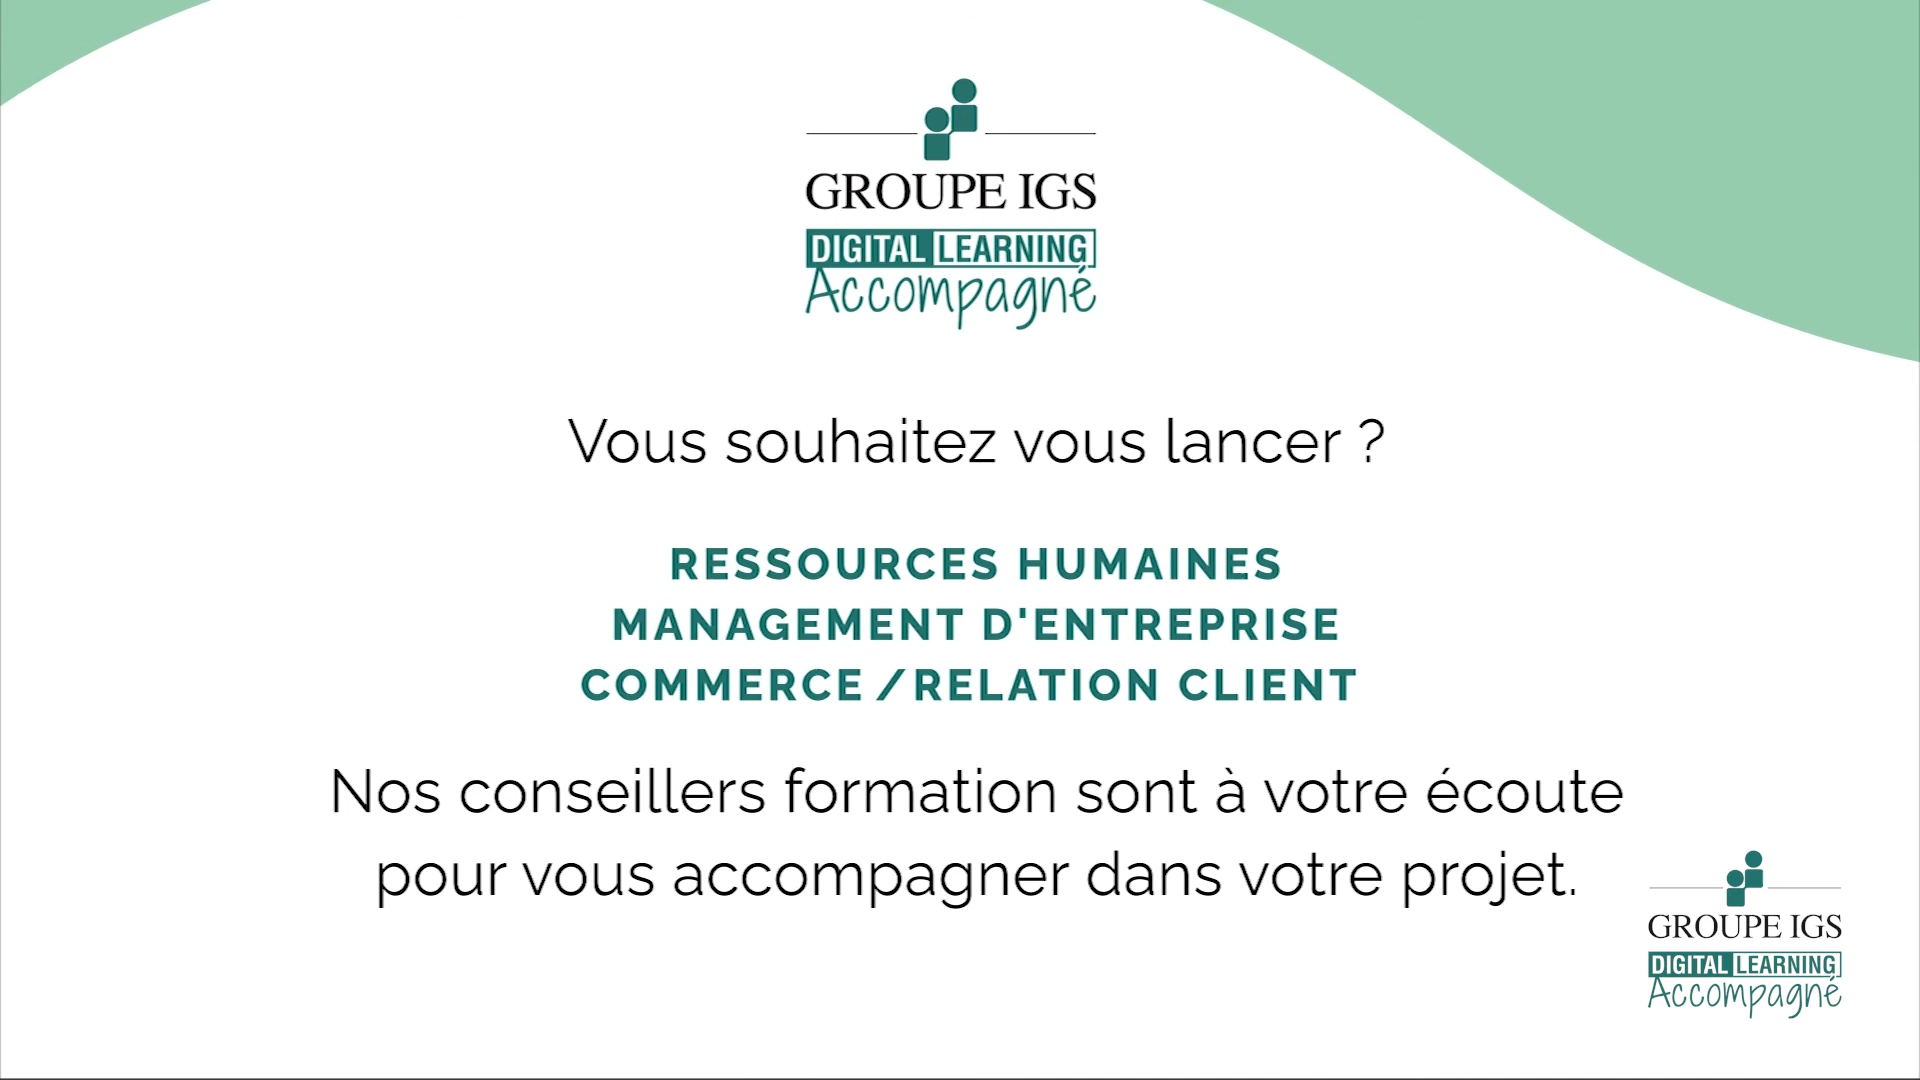 GROUPE IGS
DIGITAL LEARNING
Accompagné
Vous souhaitez vous lancer ?
RESSOURCES HUMAINES
MANAGEMENT D'ENTREPRISE
COMMERCE /RELATION CLIENT
Nos conseillers formation sont à votre écoute
pour vous accompagner dans votre projet.
GROUPE IGS
DIGITAL LEARNING
Accompagné